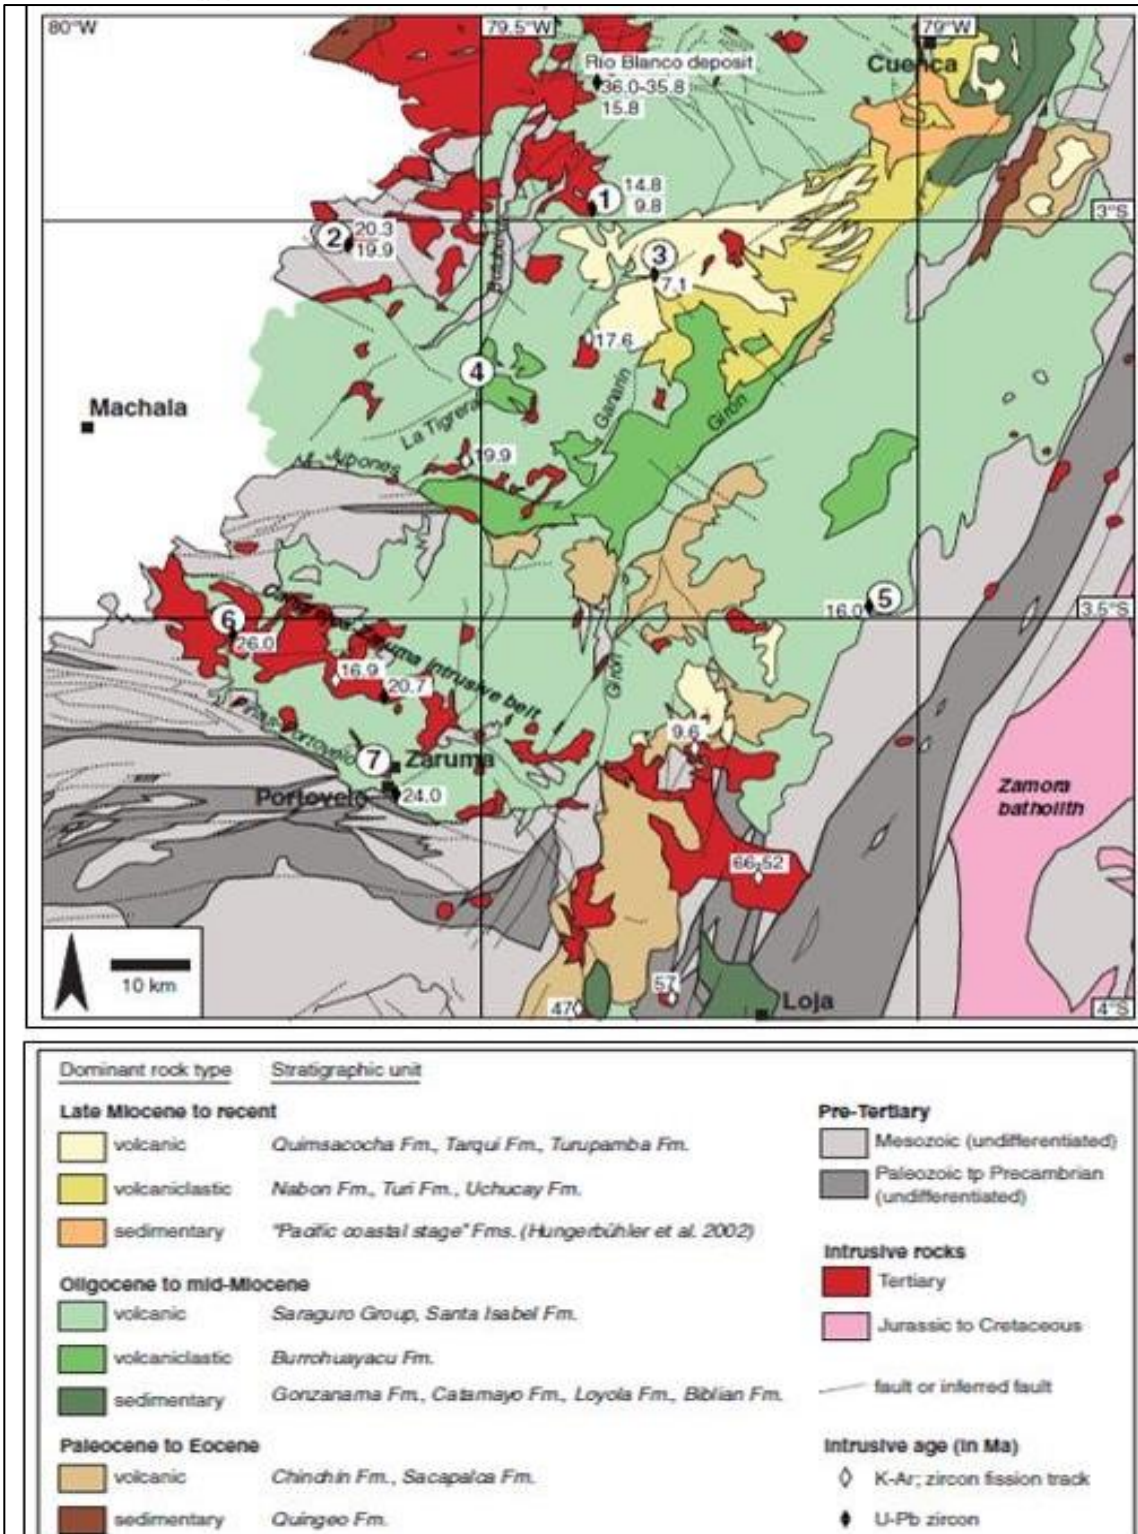 80°W
79.5°W
79°W
Rio Blanco deposit
36.0-35.8
15.8
Cuenca
14.8
9.8
1
3°S
2
20.3
19.9
3
7.1
17.6
4
Machala
La Tigrera
Gañarin
Giron
Jubones
19.9
5
16.0
3.5°S
6
26.0
Zaruma intrusive belt
16.9
20.7
Giron
9.6
7
Zaruma
Portovelo
24.0
Zamora
batholith
66-52
10 km
57
47
Loja
4°S
Dominant rock type Stratigraphic unit
Late Miocene to recent
volcanic Quimsacocha Fm., Tarqui Fm., Turupamba Fm.
volcaniclastic Nabon Fm., Turi Fm., Uchucay Fm.
sedimentary "Pacific coastal stage" Fms. (Hungerbühler et al. 2002)
Oligocene to mid-Miocene
volcanic Saraguro Group, Santa Isabel Fm.
volcaniclastic Burrohuayacu Fm.
sedimentary Gonzanama Fm., Catamayo Fm., Loyola Fm., Biblian Fm.
Paleocene to Eocene
volcanic Chinchin Fm., Sacapalca Fm.
sedimentary Quingeo Fm.
Pre-Tertiary
Mesozoic (undifferentiated)
Paleozoic tp Precambrian
(undifferentiated)
Intrusive rocks
Tertiary
Jurassic to Cretaceous
fault or inferred fault
Intrusive age (in Ma)
K-Ar; zircon fission track
U-Pb zircon